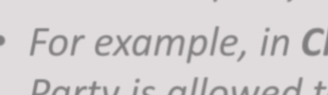 • For example, in
Party is allowed